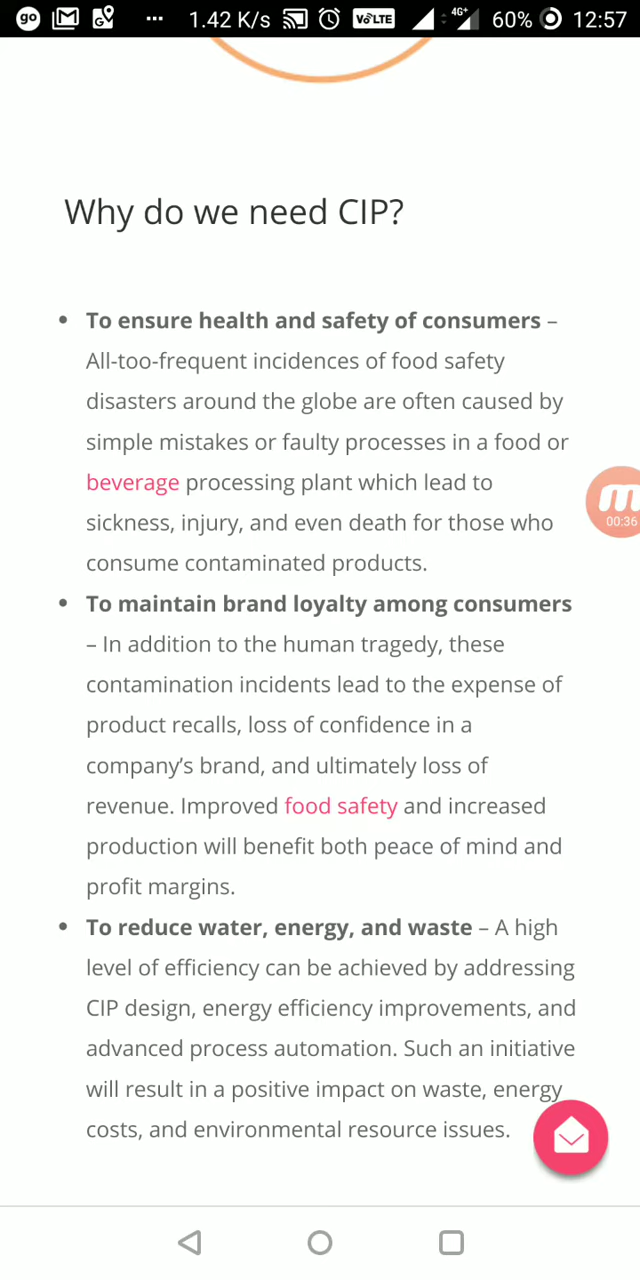 go ... 1.42 K/s VoLTE 4G+ 60% 12:57
Why do we need CIP?
• To ensure health and safety of consumers –
All-too-frequent incidences of food safety
disasters around the globe are often caused by
simple mistakes or faulty processes in a food or
beverage processing plant which lead to
sickness, injury, and even death for those who
consume contaminated products.
00:36
• To maintain brand loyalty among consumers
– In addition to the human tragedy, these
contamination incidents lead to the expense of
product recalls, loss of confidence in a
company’s brand, and ultimately loss of
revenue. Improved food safety and increased
production will benefit both peace of mind and
profit margins.
• To reduce water, energy, and waste – A high
level of efficiency can be achieved by addressing
CIP design, energy efficiency improvements, and
advanced process automation. Such an initiative
will result in a positive impact on waste, energy
costs, and environmental resource issues.